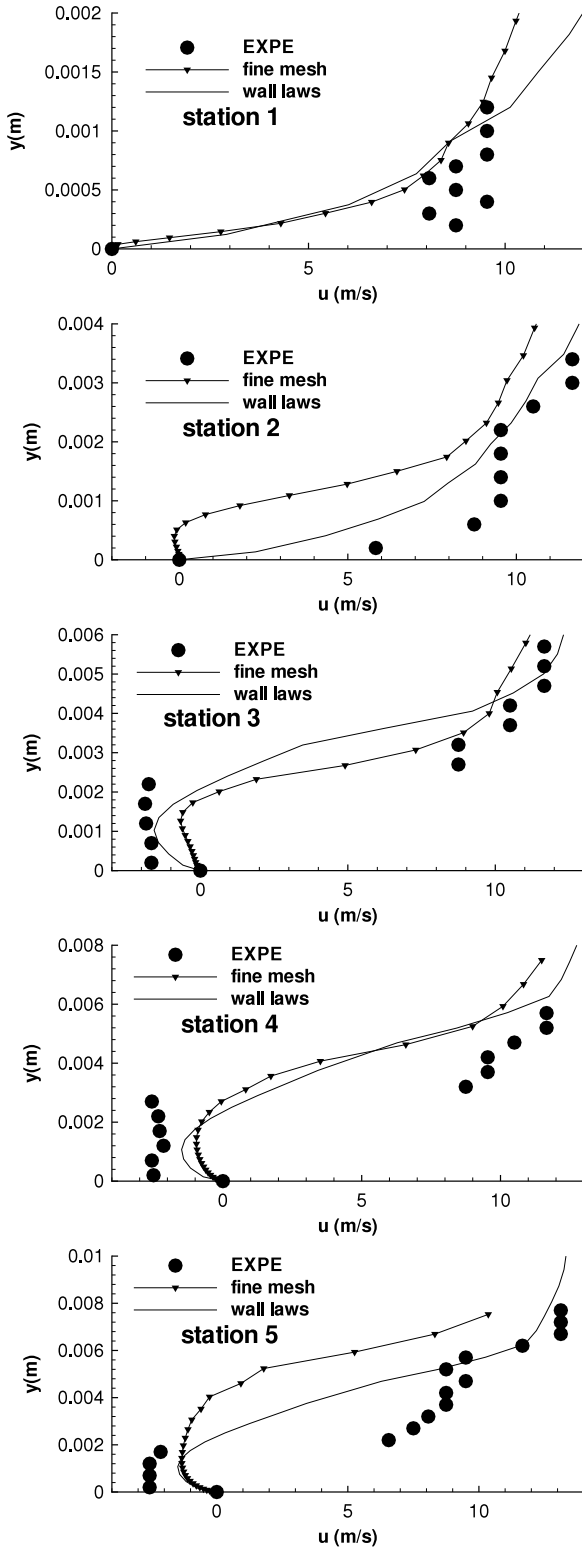 0.002
EXPE
fine mesh
0.0015
wall laws
station 1
y(m)
0.001
0.0005
0
5
10
u (m/s)
0.004
EXPE
fine mesh
0.003
wall laws
station 2
y(m)
0.002
0.001
0
0
5
10
u (m/s)
0.006
EXPE
0.005
fine mesh
wall laws
0.004
station 3
y(m)
0.003
0.002
0.001
0
0
5
10
u (m/s)
0.008
EXPE
fine mesh
0.006
wall laws
station 4
y(m)
0.004
0.002
0
0
5
10
u (m/s)
0.01
EXPE
fine mesh
0.008
wall laws
station 5
y(m)
0.006
0.004
0.002
0
0
5
10
u (m/s)